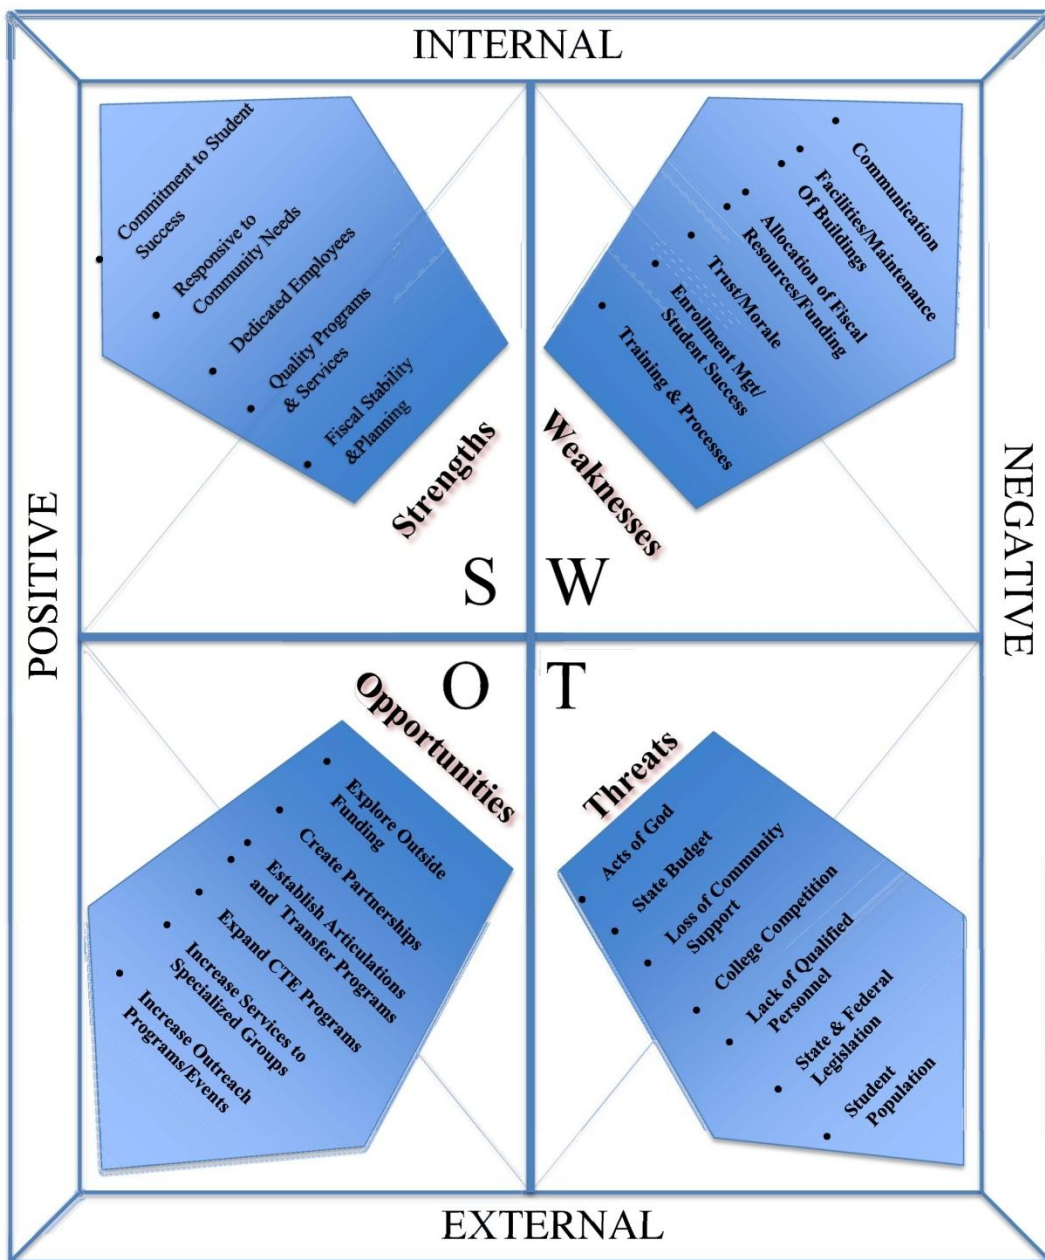 INTERNAL
POSITIVE
NEGATIVE
• Commitment to Student
Success
• Responsive to
Community Needs
• Dedicated Employees
• Quality Programs
& Services
• Fiscal Stability
&Planning
Strengths
S
• Communication
• Facilities/Maintenance
• Of Buildings
• Allocation of Fiscal
• Resources/Funding
• Trust/Morale
• Enrollment Mgt/
Student Success
• Training & Processes
Weaknesses
W
O
Opportunities
• Explore Outside
Funding
• Create Partnerships
• Establish Articulations
• and Transfer Programs
• Expand CTE Programs
• Increase Services to
Specialized Groups
• Increase Outreach
Programs/Events
T
Threats
• Acts of God
• State Budget
• Loss of Community
Support
• College Competition
• Lack of Qualified
Personnel
• State & Federal
Legislation
• Student
Population
EXTERNAL